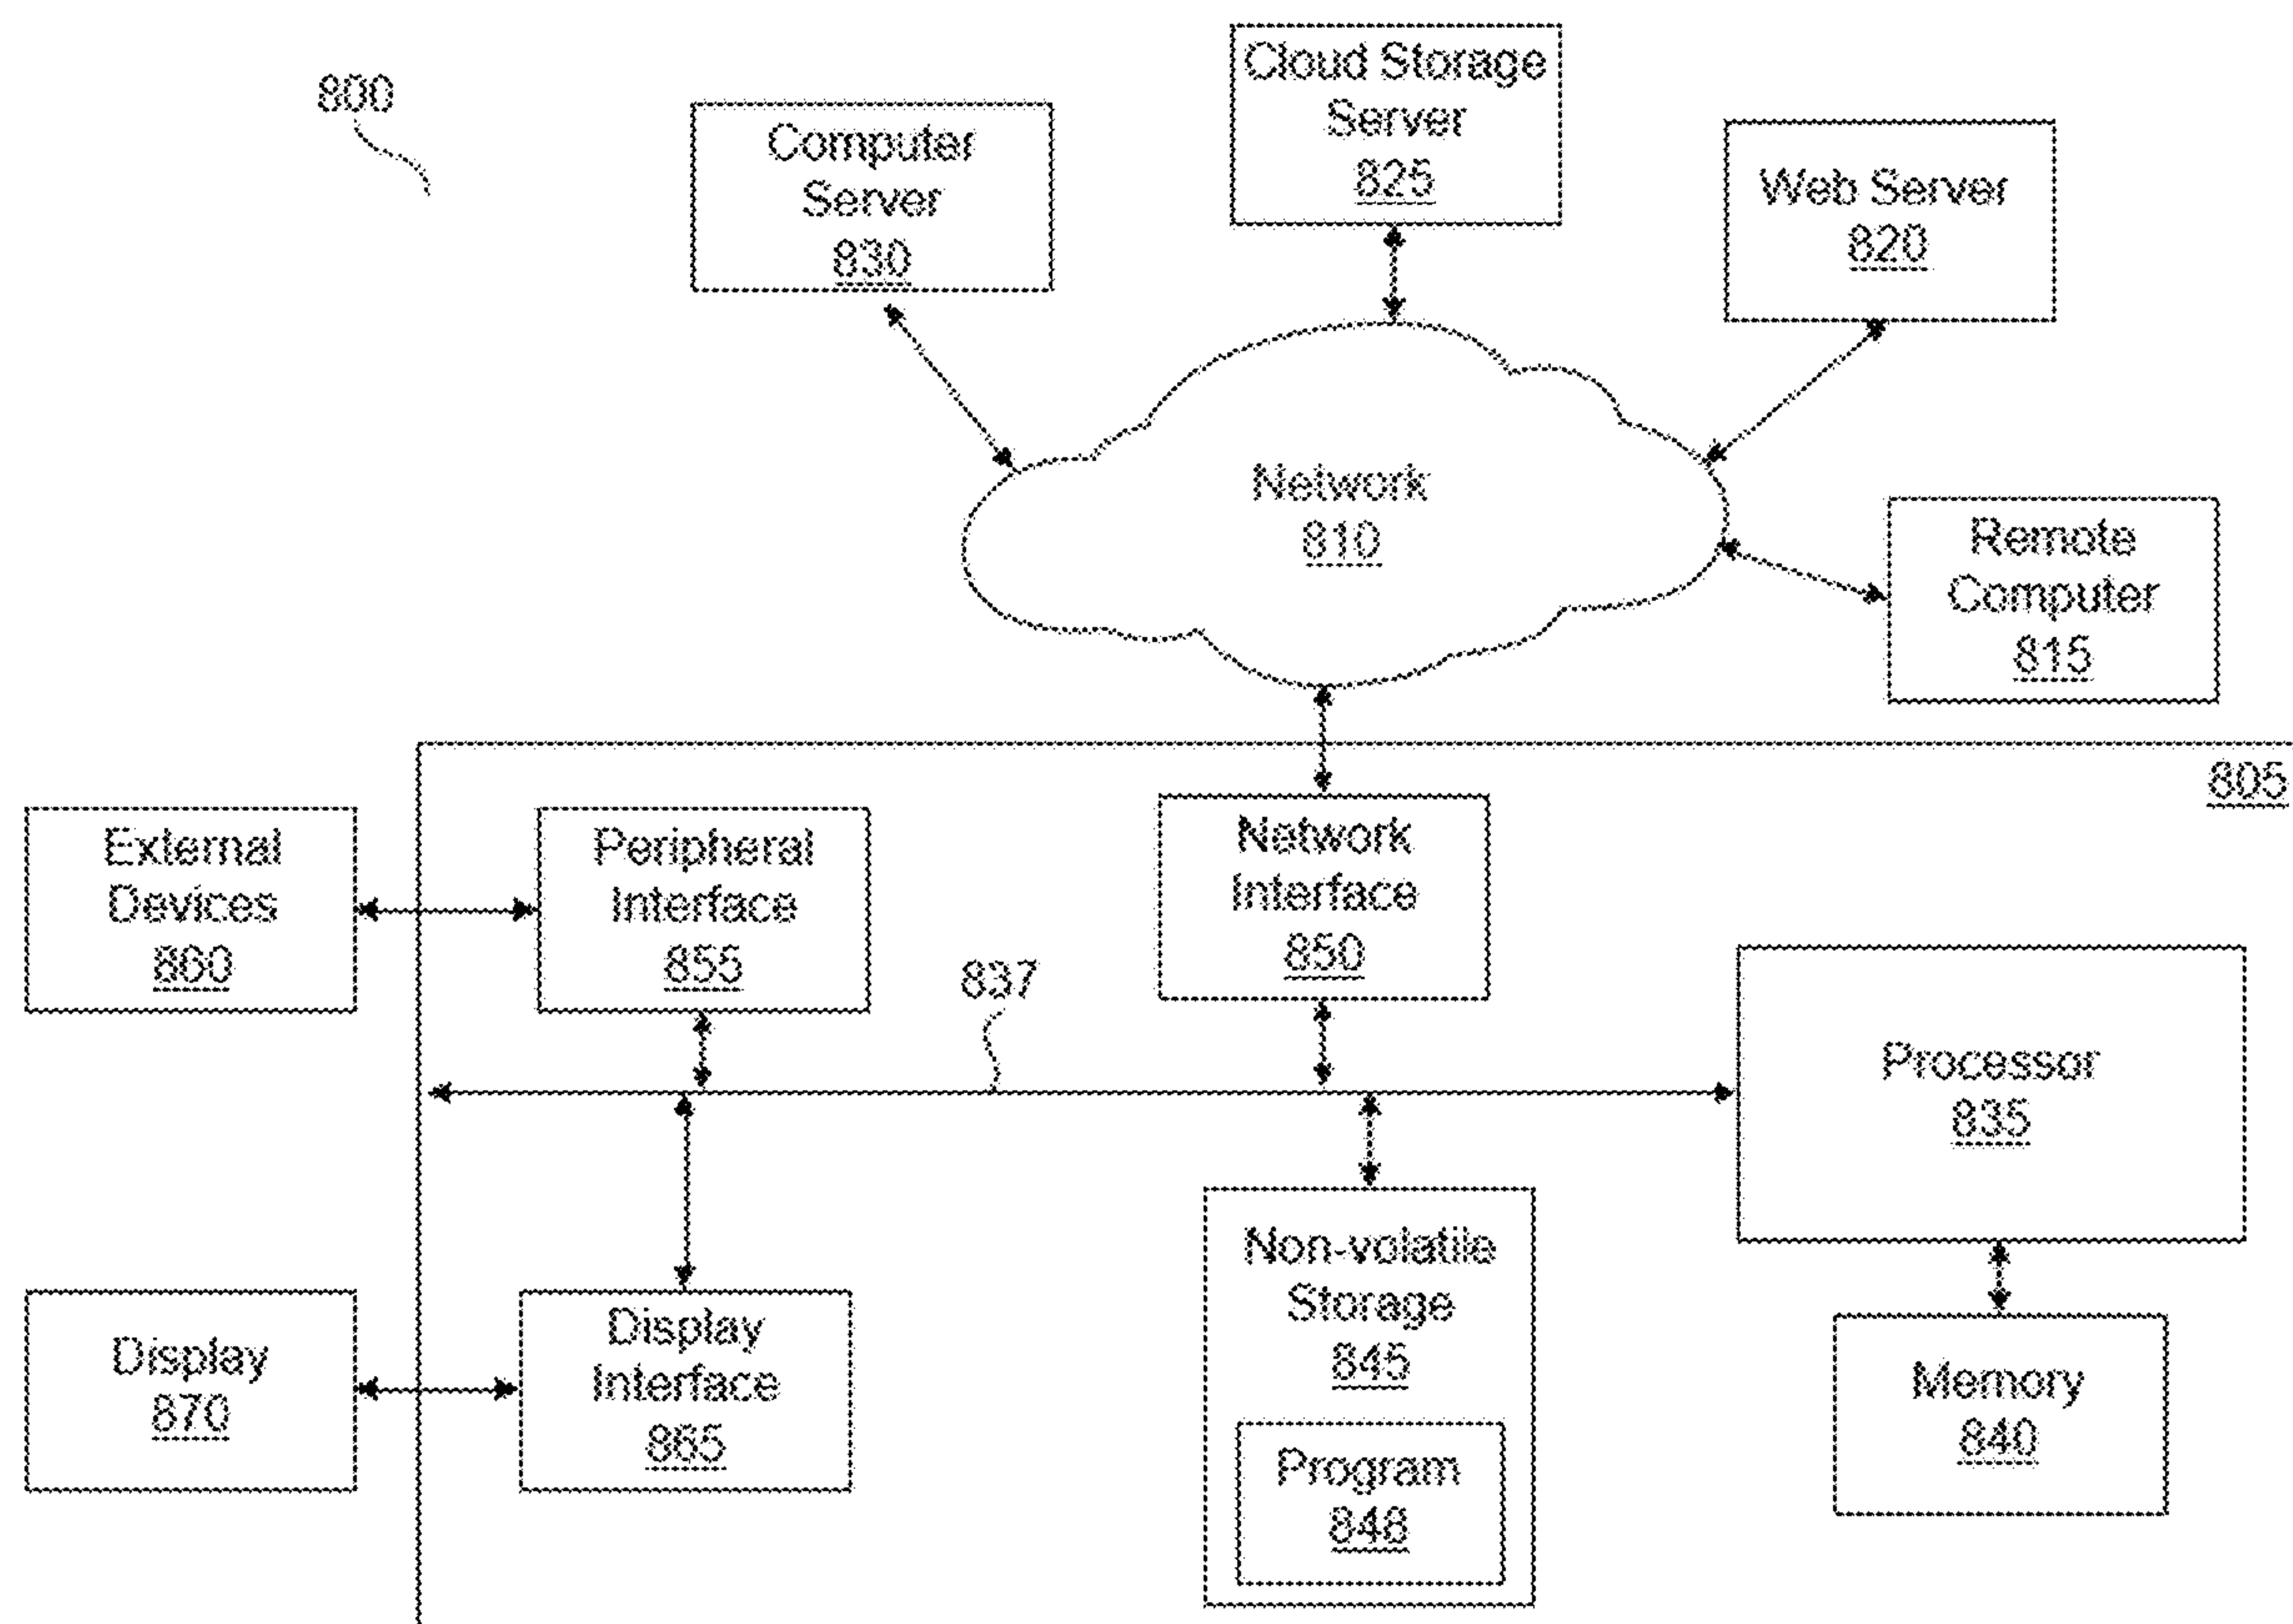 800
Cloud Storage
Server
825
Computer
Server
830
Web Server
820
Network
810
Remote
Computer
815
805
External
Devices
860
Peripheral
Interface
855
Network
Interface
850
837
Processor
835
Non-volatile
Storage
845
Program
848
Display
870
Display
Interface
865
Memory
840